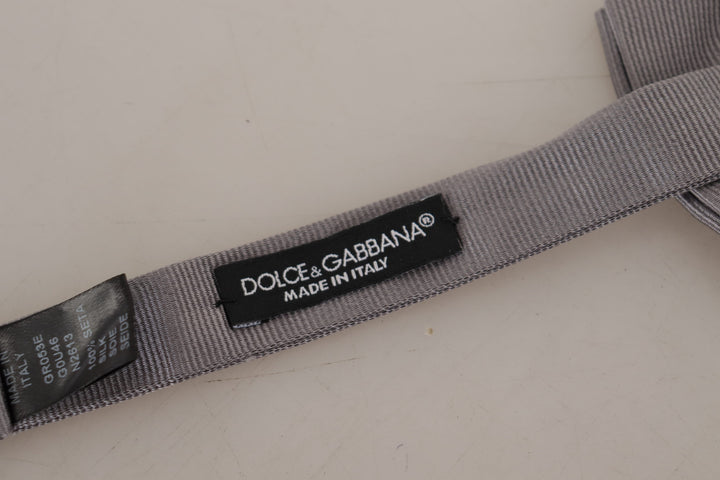 DOLCE&GABBANA®
MADE IN ITALY
MADE IN
ITALY
GR053E
G0U46
N2613
100% SETA
SILK
SOIE
SEIDE